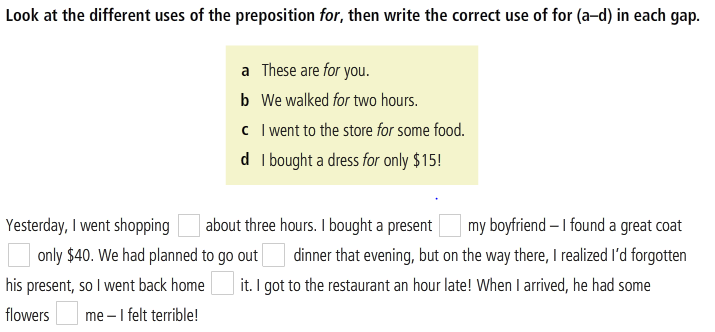 Look at the different uses of the preposition for, then write the correct use of for (a–d) in each gap.
a These are for you.
b We walked for two hours.
c I went to the store for some food.
d I bought a dress for only $15!
Yesterday, I went shopping about three hours. I bought a present my boyfriend – I found a great coat
only $40. We had planned to go out dinner that evening, but on the way there, I realized I’d forgotten
his present, so I went back home it. I got to the restaurant an hour late! When I arrived, he had some
flowers me – I felt terrible!